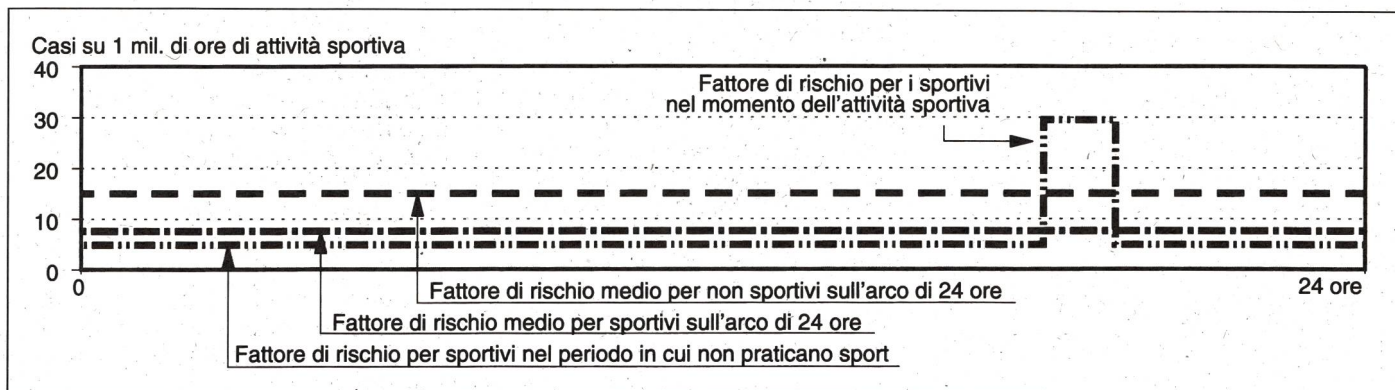 Casi su 1 mil. di ore di attività sportiva
40
30
20
10
0
Fattore di rischio per i sportivi
nel momento dell'attività sportiva
0
24 ore
Fattore di rischio medio per non sportivi sull'arco di 24 ore
Fattore di rischio medio per sportivi sull'arco di 24 ore
Fattore di rischio per sportivi nel periodo in cui non praticano sport